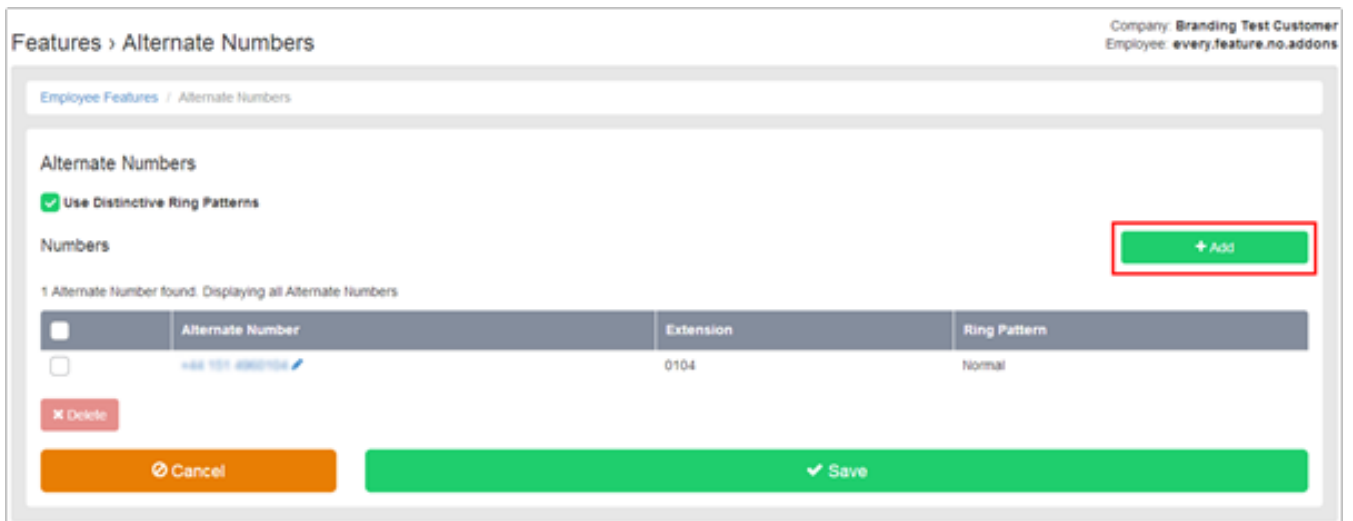 Company: Branding Test Customer
Features › Alternate Numbers
Employee: every.feature.no.addons
Employee Features / Alternate Numbers
Alternate Numbers
Use Distinctive Ring Patterns
Numbers
+ Add
1 Alternate Number found. Displaying all Alternate Numbers
Alternate Number Extension Ring Pattern
0104 Normal
Delete
Cancel Save